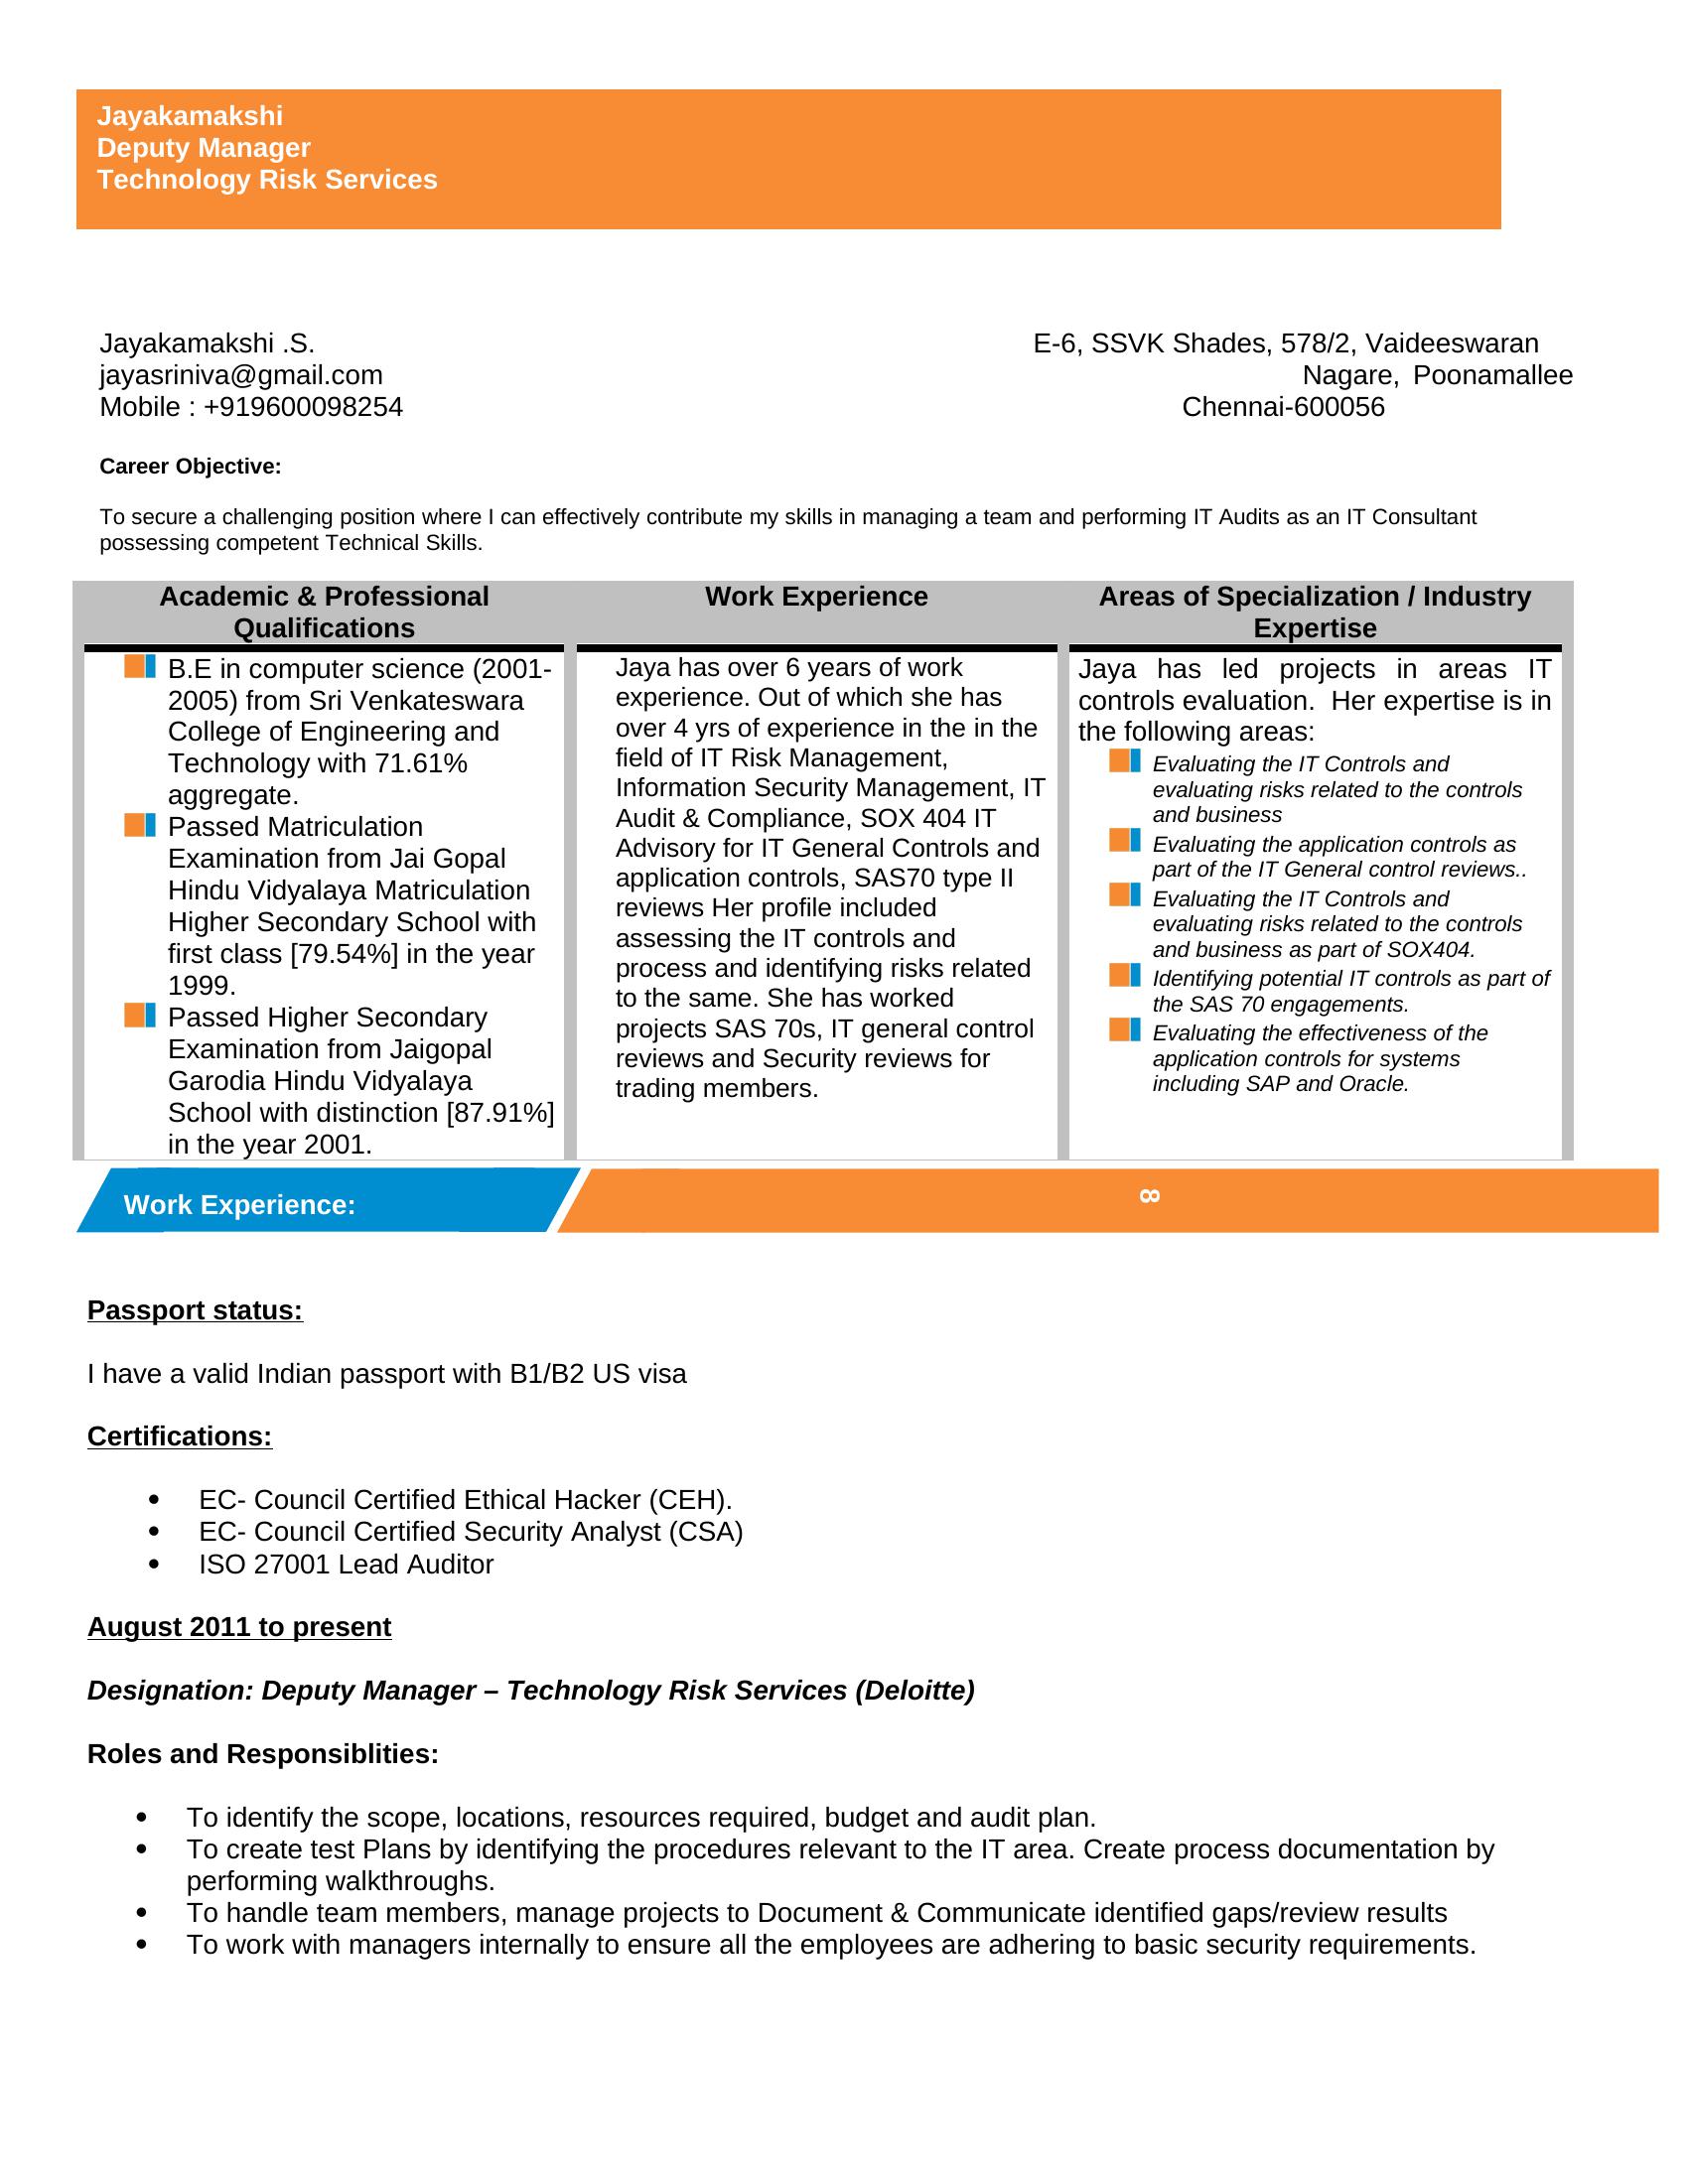 Jayakamakshi
Deputy Manager
Technology Risk Services
Jayakamakshi .S.
jayasriniva@gmail.com
Mobile : +919600098254
E-6, SSVK Shades, 578/2, Vaideeswaran
Nagare, Poonamallee
Chennai-600056
Career Objective:
To secure a challenging position where I can effectively contribute my skills in managing a team and performing IT Audits as an IT Consultant
possessing competent Technical Skills.
Academic & Professional
Qualifications
B.E in computer science (2001-
2005) from Sri Venkateswara
College of Engineering and
Technology with 71.61%
aggregate.
Passed Matriculation
Examination from Jai Gopal
Hindu Vidyalaya Matriculation
Higher Secondary School with
first class [79.54%] in the year
1999.
Passed Higher Secondary
Examination from Jaigopal
Garodia Hindu Vidyalaya
School with distinction [87.91%]
in the year 2001.
Work Experience
Jaya has over 6 years of work
experience. Out of which she has
over 4 yrs of experience in the in the
field of IT Risk Management,
Information Security Management, IT
Audit & Compliance, SOX 404 IT
Advisory for IT General Controls and
application controls, SAS70 type II
reviews Her profile included
assessing the IT controls and
process and identifying risks related
to the same. She has worked
projects SAS 70s, IT general control
reviews and Security reviews for
trading members.
Areas of Specialization / Industry
Expertise
Jaya has led projects in areas IT
controls evaluation. Her expertise is in
the following areas:
Evaluating the IT Controls and
evaluating risks related to the controls
and business
Evaluating the application controls as
part of the IT General control reviews..
Evaluating the IT Controls and
evaluating risks related to the controls
and business as part of SOX404.
Identifying potential IT controls as part of
the SAS 70 engagements.
Evaluating the effectiveness of the
application controls for systems
including SAP and Oracle.
Work Experience:
8
Passport status:
I have a valid Indian passport with B1/B2 US visa
Certifications:
• EC- Council Certified Ethical Hacker (CEH).
• EC- Council Certified Security Analyst (CSA)
• ISO 27001 Lead Auditor
August 2011 to present
Designation: Deputy Manager – Technology Risk Services (Deloitte)
Roles and Responsiblities:
• To identify the scope, locations, resources required, budget and audit plan.
• To create test Plans by identifying the procedures relevant to the IT area. Create process documentation by
performing walkthroughs.
• To handle team members, manage projects to Document & Communicate identified gaps/review results
• To work with managers internally to ensure all the employees are adhering to basic security requirements.